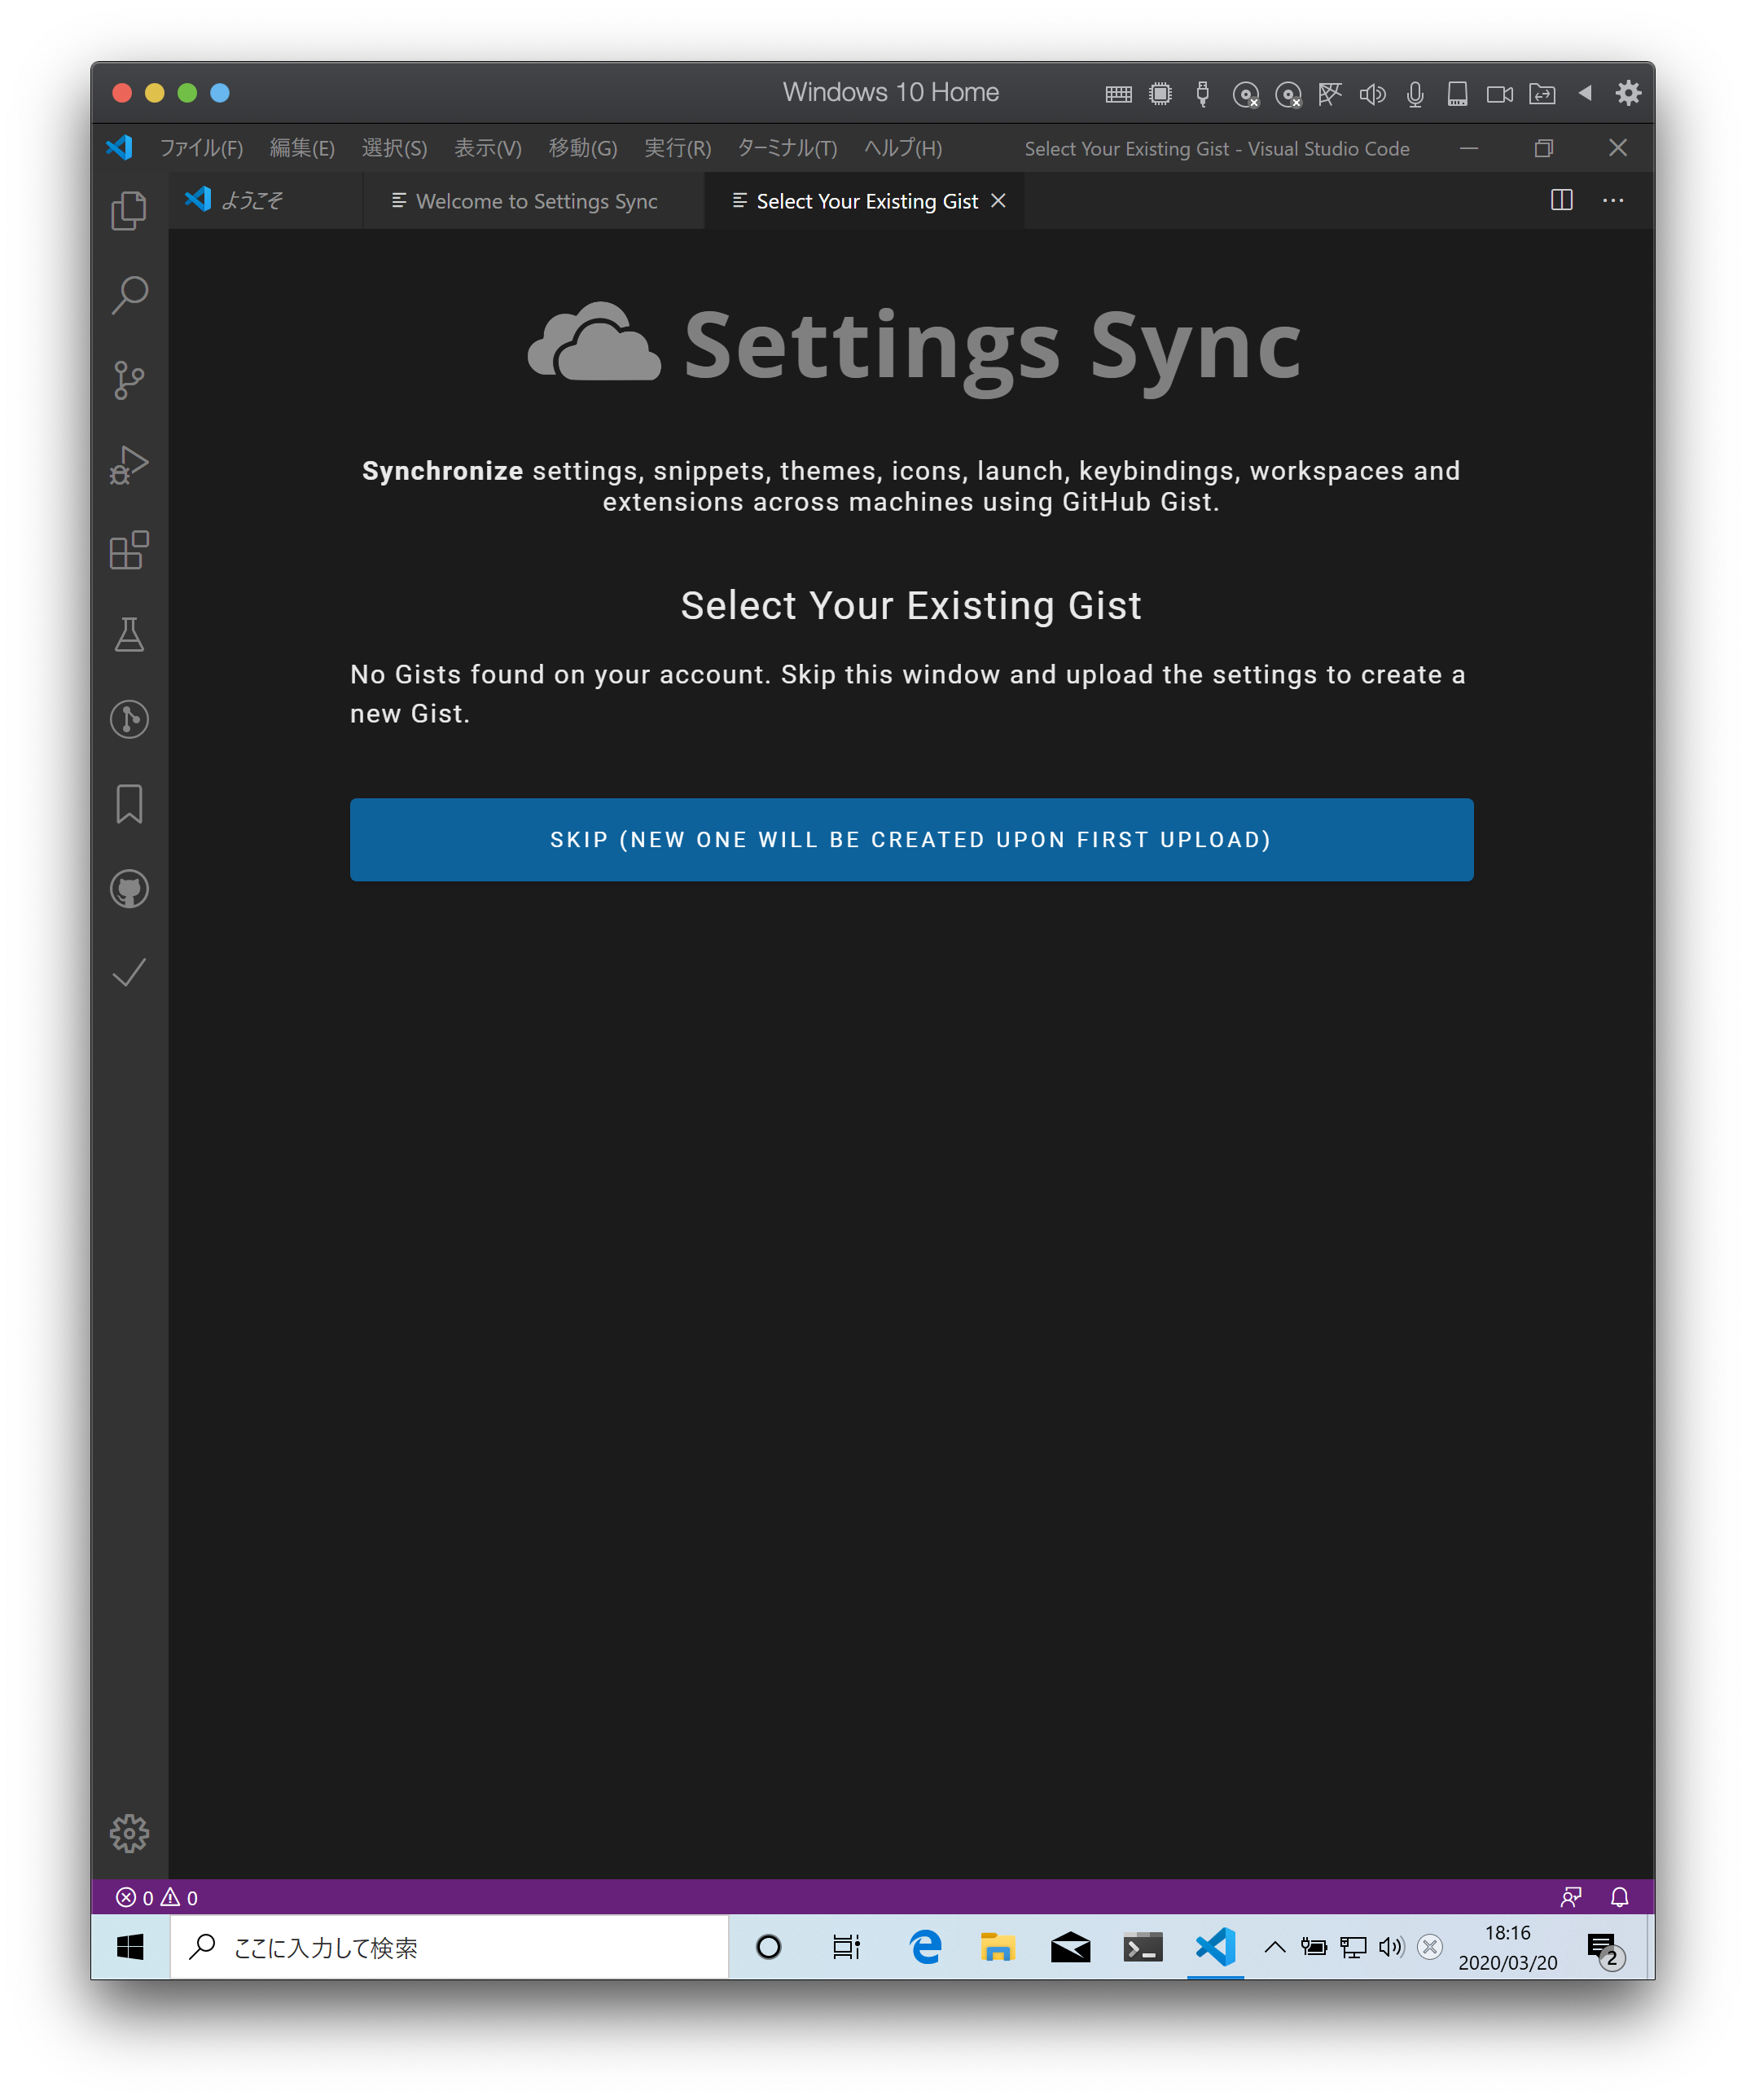 Windows 10 Home
ファイル(F) 編集(E) 選択(S) 表示(V) 移動(G) 実行(R) ターミナル(T) ヘルプ(H) Select Your Existing Gist - Visual Studio Code
ようこそ Welcome to Settings Sync Select Your Existing Gist
Settings Sync
Synchronize settings, snippets, themes, icons, launch, keybindings, workspaces and
extensions across machines using GitHub Gist.
Select Your Existing Gist
No Gists found on your account. Skip this window and upload the settings to create a
new Gist.
SKIP (NEW ONE WILL BE CREATED UPON FIRST UPLOAD)
0 0
ここに入力して検索
18:16
2020/03/20
2